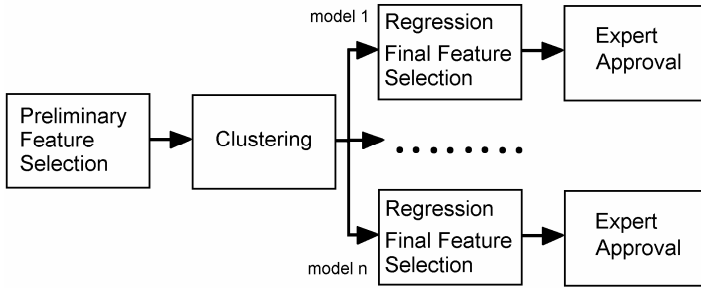 model 1
Regression
Final Feature
Selection
Expert
Approval
Preliminary
Feature
Selection
Clustering
Regression
Final Feature
Selection
model n
Expert
Approval